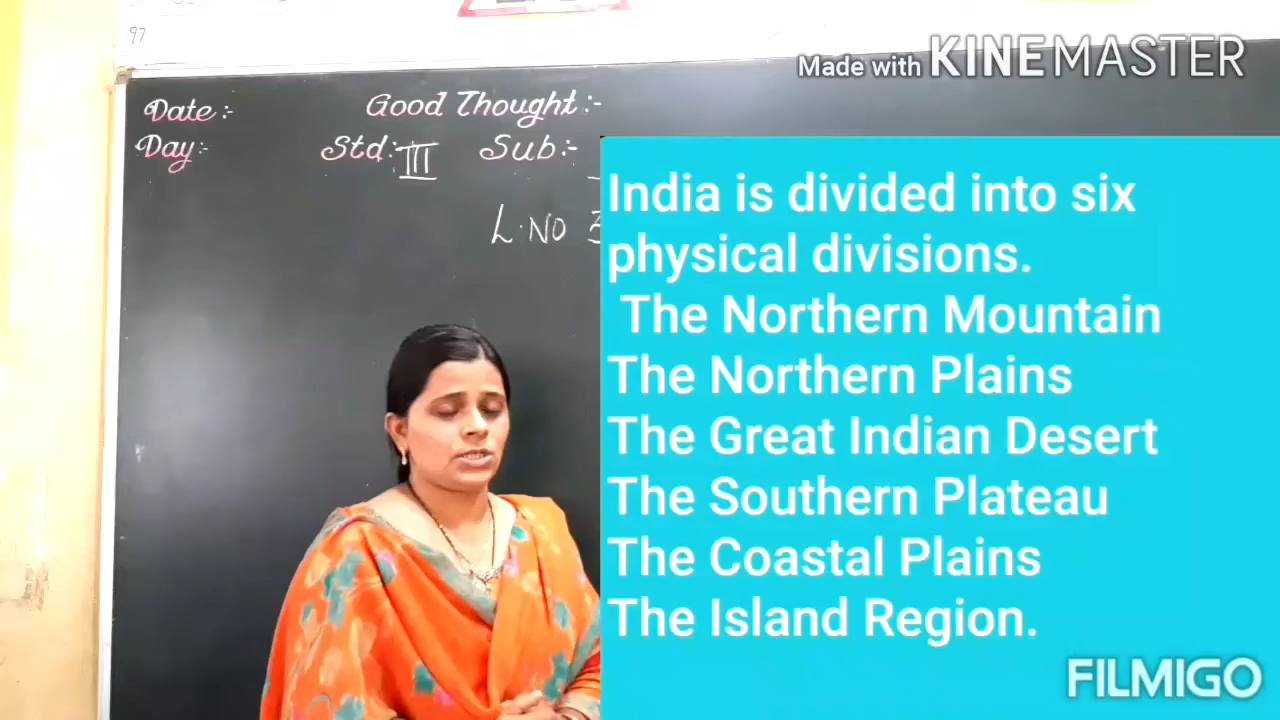 97
Made with KINEMASTER
Date:-
Good Thought:-
Day:-
Std: III
Sub:-
L.NO 3
India is divided into six
physical divisions.
The Northern Mountain
The Northern Plains
The Great Indian Desert
The Southern Plateau
The Coastal Plains
The Island Region.
FILMIGO